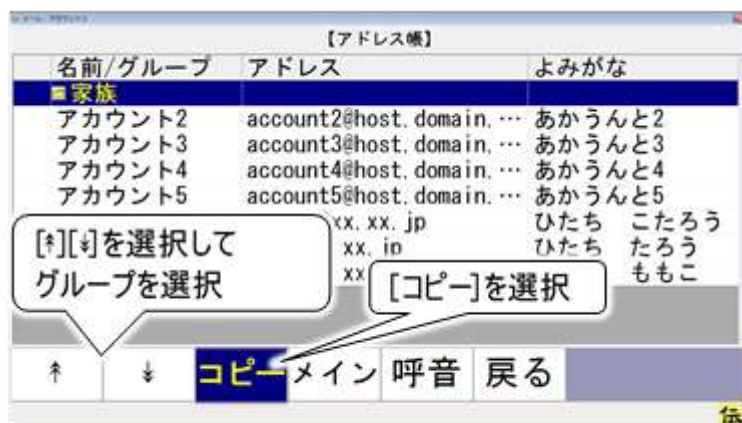 【アドレス帳】
名前/グループ アドレス よみがな
家族
アカウント2 account2@host.domain.… あかうんと2
アカウント3 account3@host.domain.… あかうんと3
アカウント4 account4@host.domain.… あかうんと4
アカウント5 account5@host.domain.… あかうんと5
xx.xx.jp ひたち こたろう
xx.jp ひたち たろう
xx ももこ
[↟][↡]を選択して
グループを選択
[コピー]を選択
↟ ↡ コピー メイン 呼音 戻る
伝